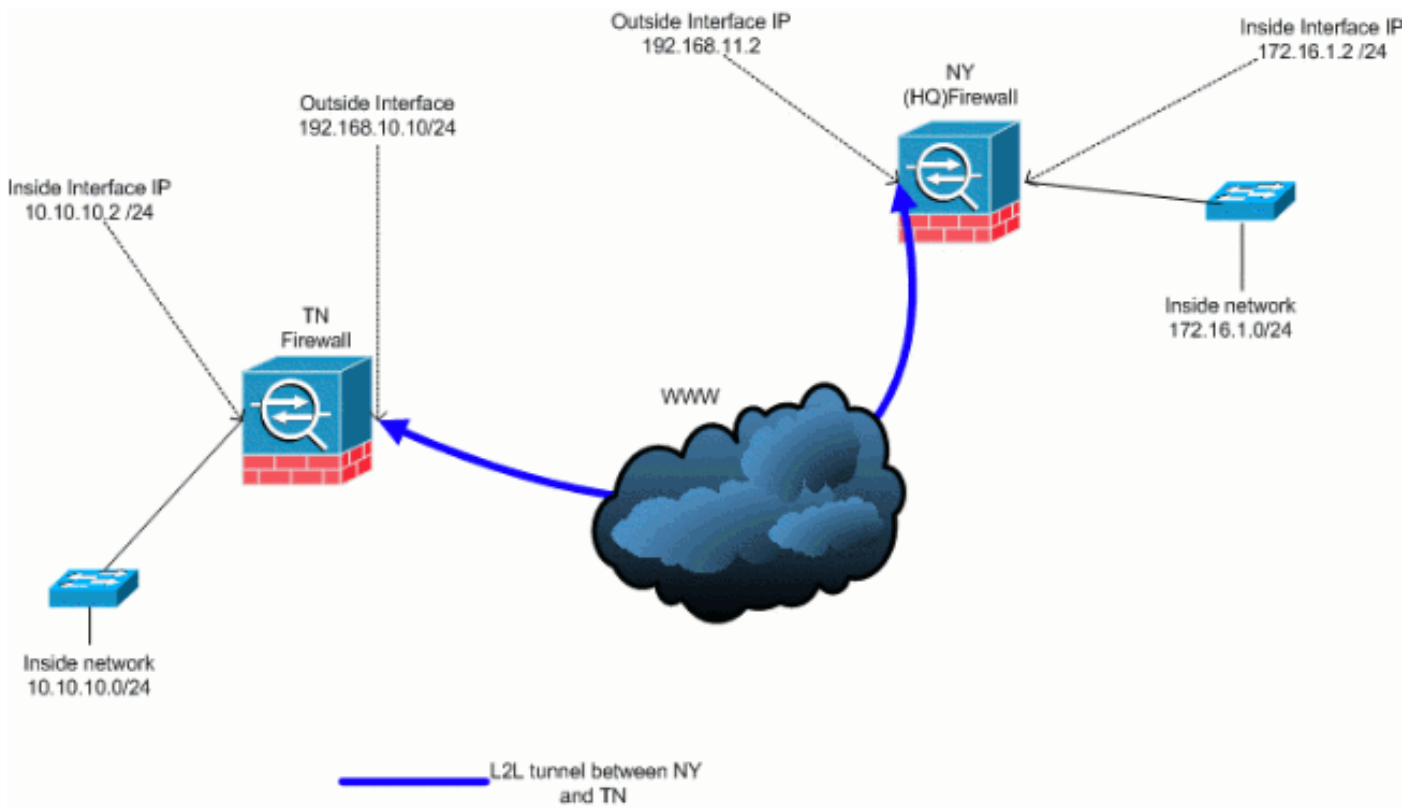 Outside Interface IP
192.168.11.2
Inside Interface IP
172.16.1.2 /24
NY
(HQ)Firewall
Outside Interface
192.168.10.10/24
Inside Interface IP
10.10.10.2 /24
Inside network
172.16.1.0/24
TN
Firewall
WWW
Inside network
10.10.10.0/24
L2L tunnel between NY
and TN